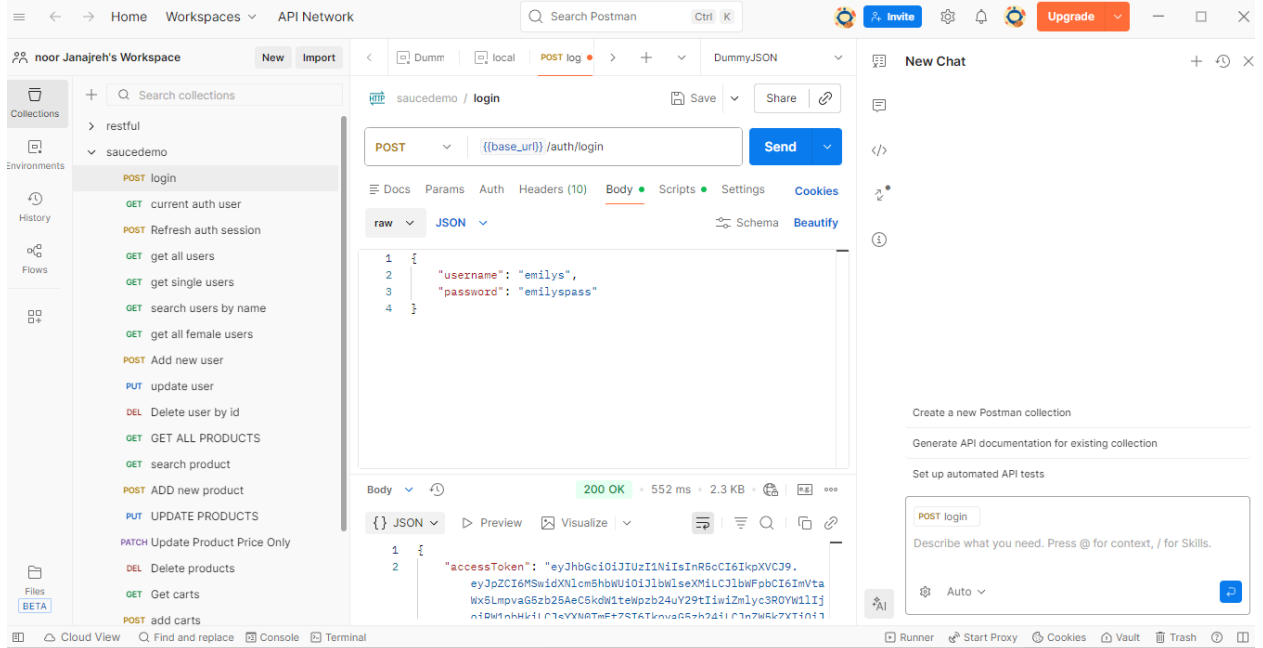 Home Workspaces API Network
Search Postman Ctrl K
Invite
Upgrade
noor Janajreh's Workspace New Import
Dumm local POST log DummyJSON
New Chat
Collections
Environments
History
Flows
Files
BETA
Search collections
restful
saucedemo
POST login
GET current auth user
POST Refresh auth session
GET get all users
GET get single users
GET search users by name
GET get all female users
POST Add new user
PUT update user
DEL Delete user by id
GET GET ALL PRODUCTS
GET search product
POST ADD new product
PUT UPDATE PRODUCTS
PATCH Update Product Price Only
DEL Delete products
GET Get carts
POST add carts
HTTP saucedemo / login Save Share
POST {{base_url}} /auth/login Send
Docs Params Auth Headers (10) Body Scripts Settings Cookies
raw JSON Schema Beautify
1 {
2 "username": "emilys",
3 "password": "emilyspass"
4 }
Body 200 OK 552 ms 2.3 KB e.g.
{} JSON Preview Visualize
1 {
2 "accessToken": "eyJhbGciOiJIUzI1NiIsInR5cCI6IkpXVCJ9.
eyJpZCI6MSwidXNlcm5hbWUiOiJlbWlseXMiLCJlbWFpbCI6ImVta
Wx5LmpvaG5zb25AeC5kdW1teWpzb24uY29tIiwiZmlyc3ROYW1lIj
Create a new Postman collection
Generate API documentation for existing collection
Set up automated API tests
POST login
Describe what you need. Press @ for context, / for Skills.
Auto
AI
Cloud View Find and replace Console Terminal
Runner Start Proxy Cookies Vault Trash